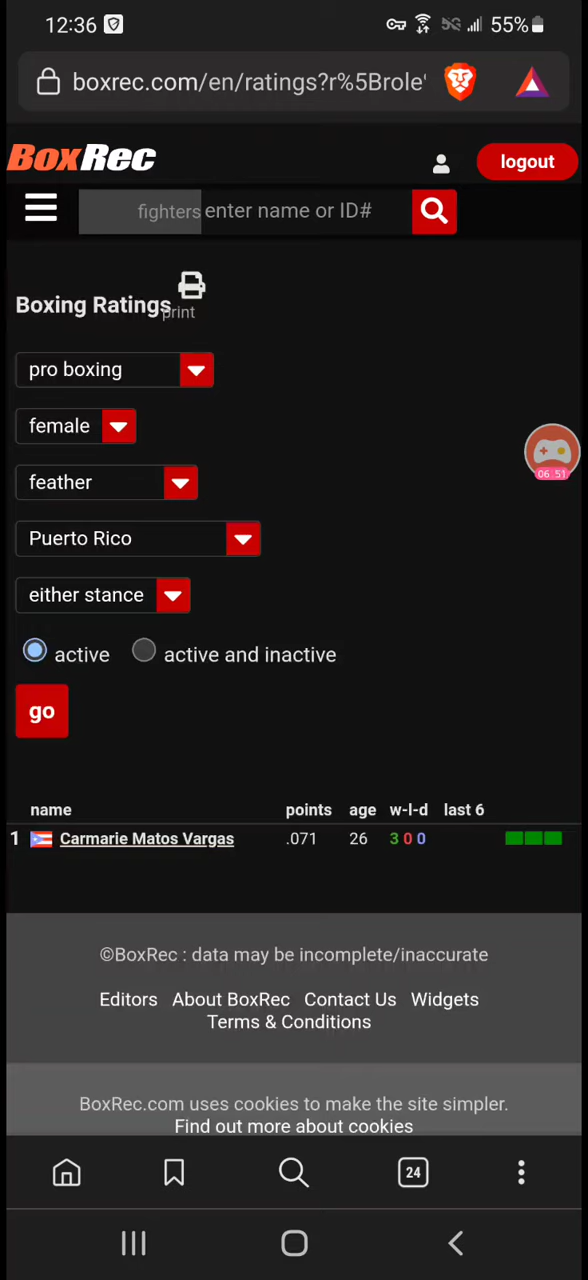 12:36 5G 55%
boxrec.com/en/ratings?r%5Brole'
BoxRec logout
fighters enter name or ID#
print
Boxing Ratings
pro boxing
female
06:51
feather
Puerto Rico
either stance
active active and inactive
go
name points age w-l-d last 6
1 Carmarie Matos Vargas .071 26 3 0 0
©BoxRec : data may be incomplete/inaccurate
Editors About BoxRec Contact Us Widgets
Terms & Conditions
BoxRec.com uses cookies to make the site simpler.
Find out more about cookies
24